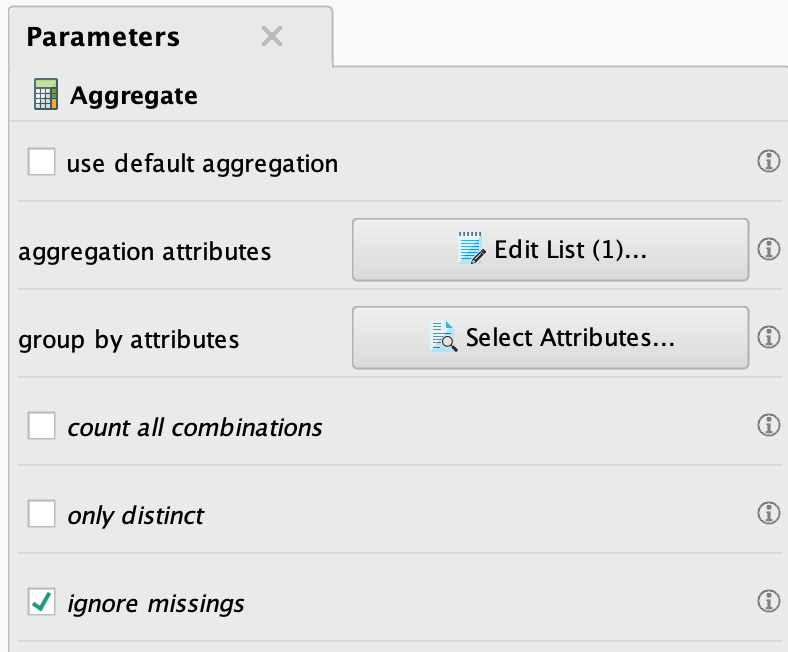 Parameters
Aggregate
use default aggregation
aggregation attributes
Edit List (1)...
group by attributes
Select Attributes...
count all combinations
only distinct
ignore missings